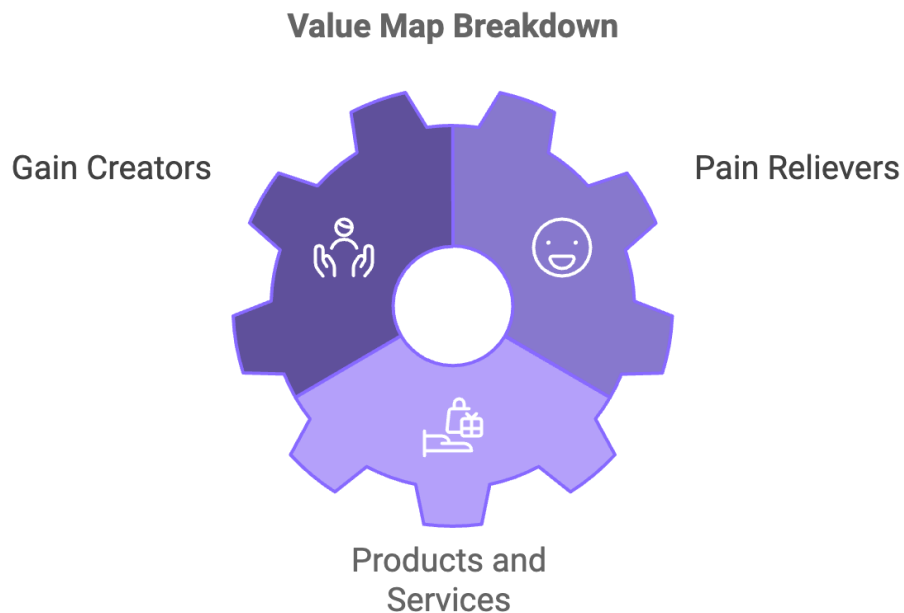 Value Map Breakdown
Gain Creators
Pain Relievers
Products and
Services